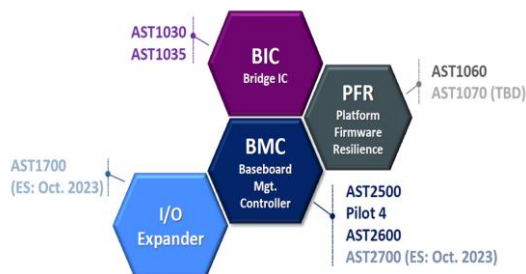 AST1030
AST1035
BIC
Bridge IC
PFR
Platform
Firmware
Resilience
AST1060
AST1070 (TBD)
BMC
Baseboard
Mgt.
Controller
AST1700
(ES: Oct. 2023)
I/O
Expander
AST2500
Pilot 4
AST2600
AST2700 (ES: Oct. 2023)